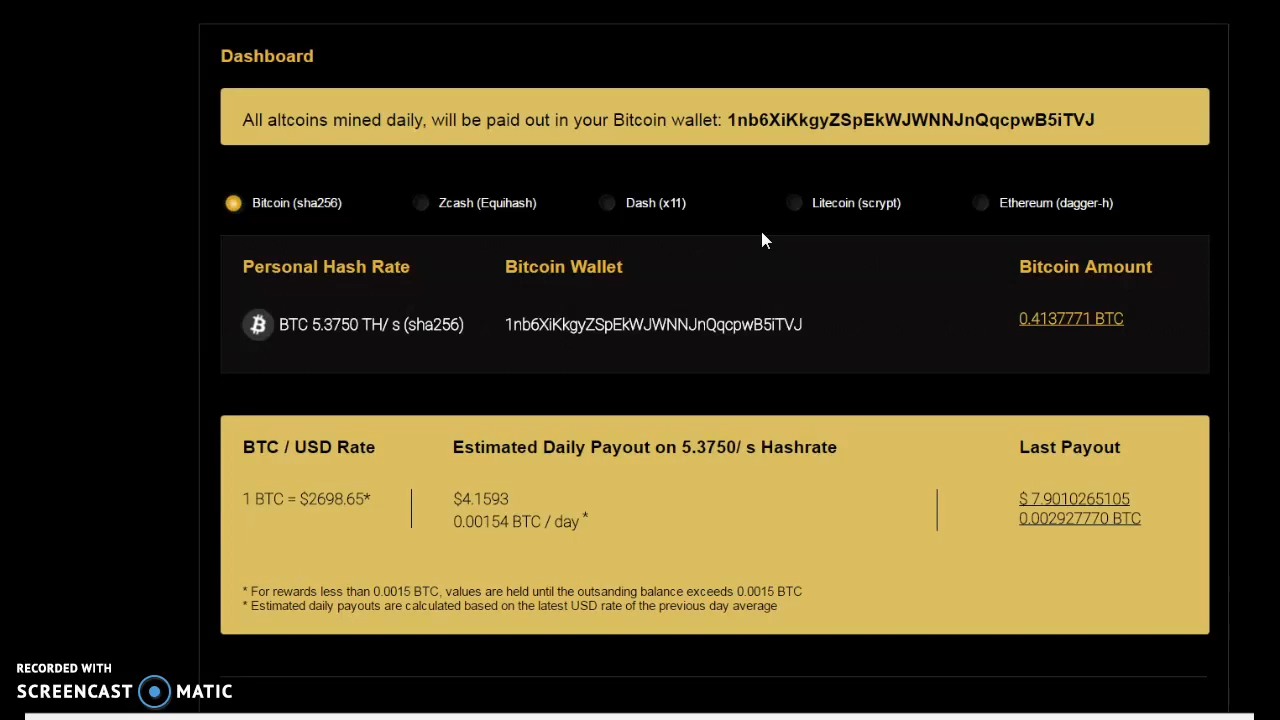 Dashboard
All altcoins mined daily, will be paid out in your Bitcoin wallet: 1nb6XiKkgyZSpEkWJWNNJnQqcpwB5iTVJ
Bitcoin (sha256) Zcash (Equihash) Dash (x11) Litecoin (scrypt) Ethereum (dagger-h)
Personal Hash Rate Bitcoin Wallet Bitcoin Amount
BTC 5.3750 TH/ s (sha256) 1nb6XiKkgyZSpEkWJWNNJnQqcpwB5iTVJ 0.4137771 BTC
BTC / USD Rate Estimated Daily Payout on 5.3750/ s Hashrate Last Payout
1 BTC = $2698.65* $4.1593 $ 7.9010265105
0.00154 BTC / day * 0.002927770 BTC
* For rewards less than 0.0015 BTC, values are held until the outsanding balance exceeds 0.0015 BTC
* Estimated daily payouts are calculated based on the latest USD rate of the previous day average
RECORDED WITH
SCREENCAST MATIC